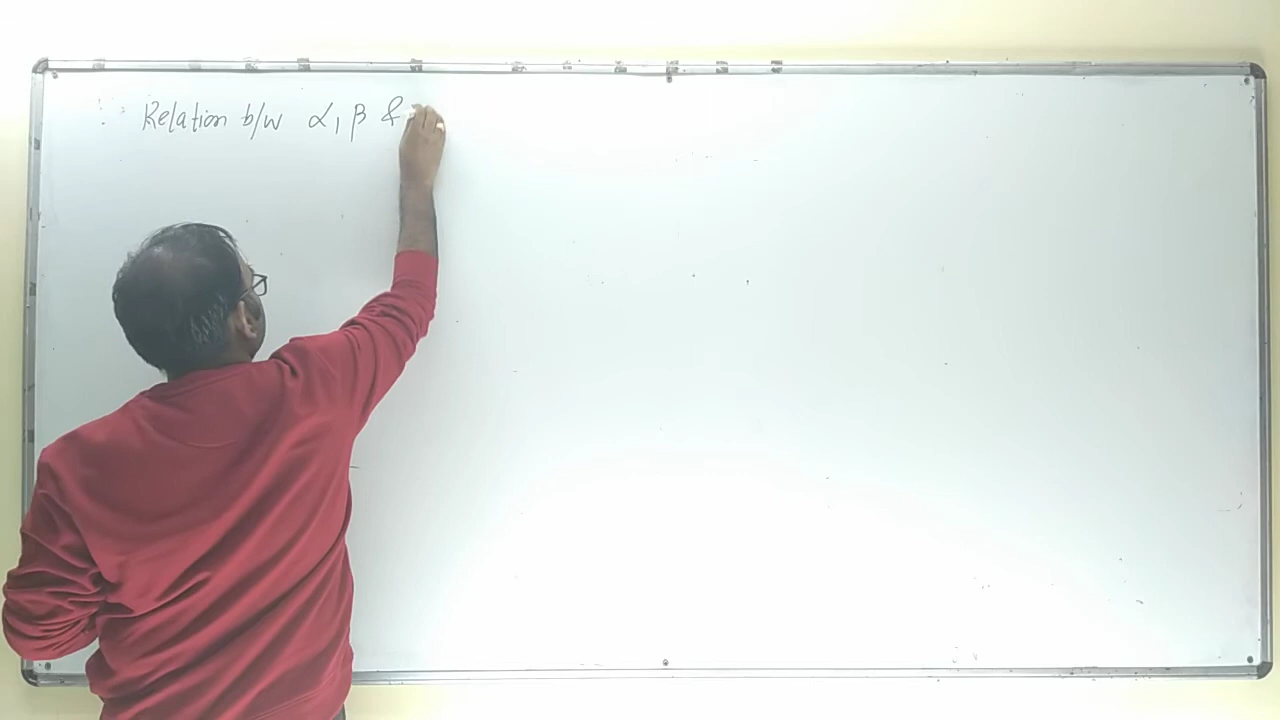 Relation b/w α, β &